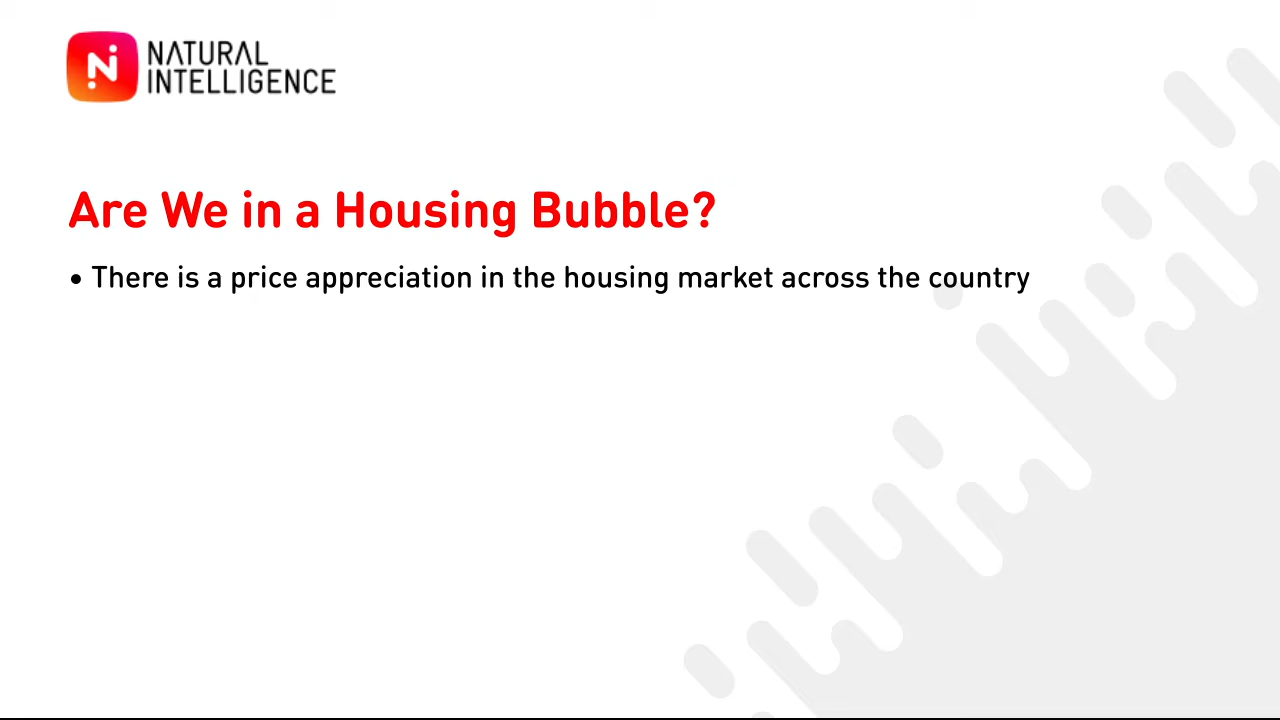 NATURAL
INTELLIGENCE
Are We in a Housing Bubble?
• There is a price appreciation in the housing market across the country